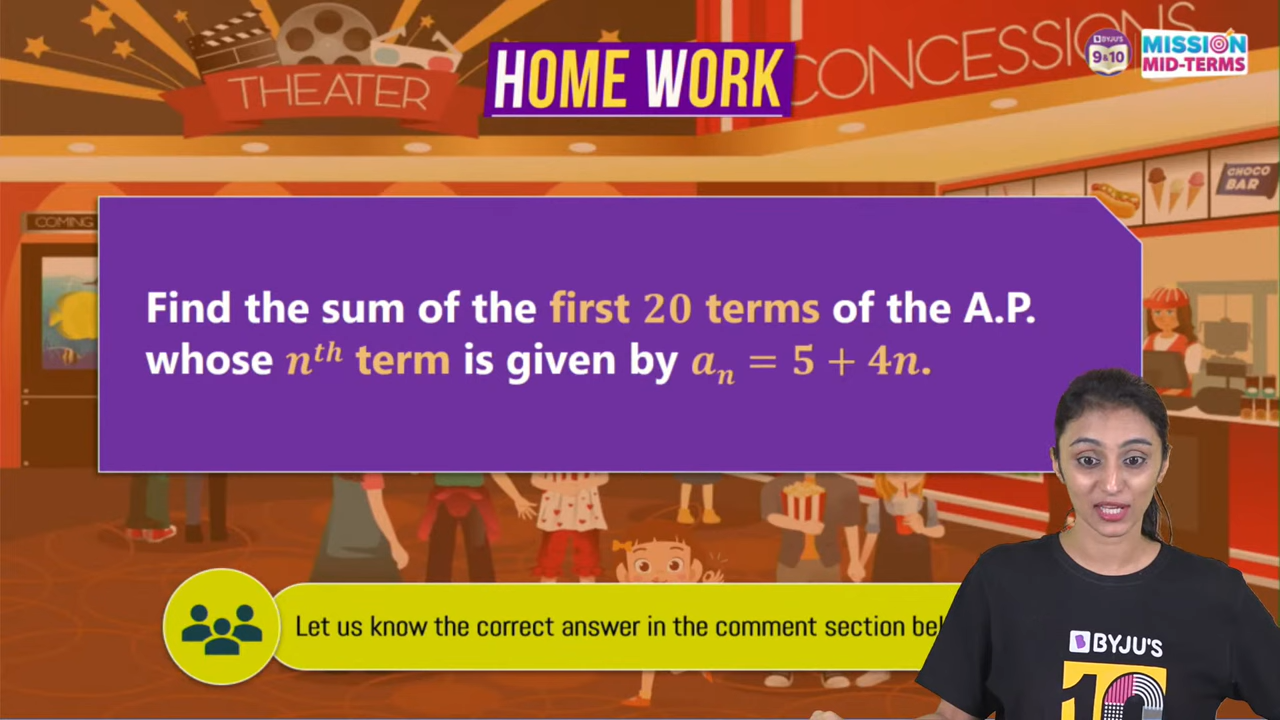 THEATER
HOME WORK
CONCESSIONS
BYJU'S
9&10
MISSION
MID-TERMS
CHOCO
BAR
COMING
Find the sum of the first 20 terms of the A.P.
whose nᵗʰ term is given by aₙ = 5 + 4n.
Let us know the correct answer in the comment section bel
BYJU'S
10